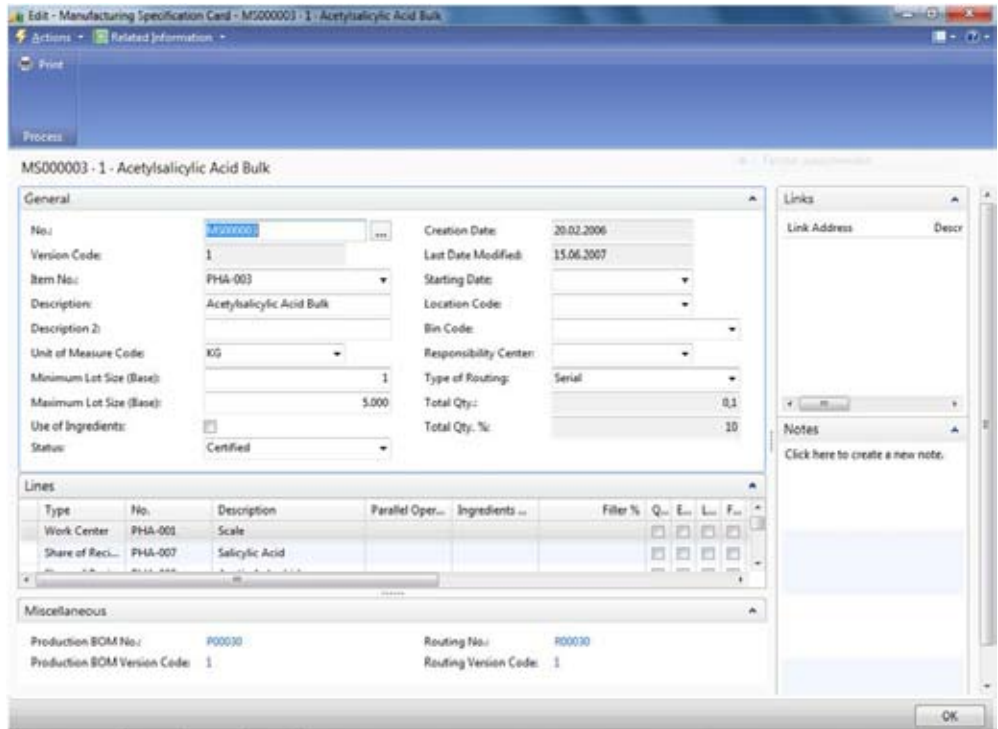 Edit - Manufacturing Specification Card - MS000003 · 1 · Acetylsalicylic Acid Bulk
Actions Related Information
Print
Process
MS000003 · 1 · Acetylsalicylic Acid Bulk
General
No.: MS000003 ... Creation Date: 20.02.2006
Version Code: 1 Last Date Modified: 15.06.2007
Item No.: PHA-003 Starting Date:
Description: Acetylsalicylic Acid Bulk Location Code:
Description 2: Bin Code:
Unit of Measure Code: KG Responsibility Center:
Minimum Lot Size (Base): 1 Type of Routing: Serial
Maximum Lot Size (Base): 5.000 Total Qty.: 0,1
Use of Ingredients: Total Qty. %: 10
Status: Certified
Links
Link Address Descr
Notes
Click here to create a new note.
Lines
Type No. Description Parallel Oper... Ingredients ... Filler % Q... E... L... F...
Work Center PHA-001 Scale
Share of Reci... PHA-007 Salicylic Acid
Miscellaneous
Production BOM No.: P00030 Routing No.: R00030
Production BOM Version Code: 1 Routing Version Code: 1
OK